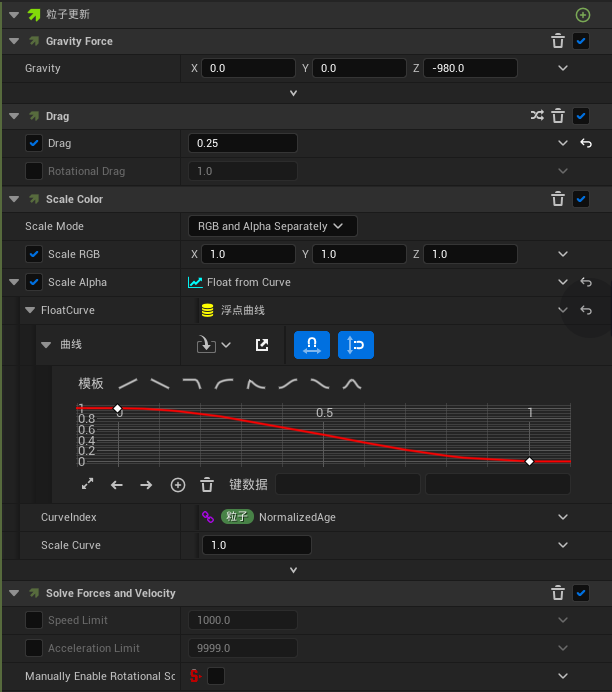 粒子更新
Gravity Force
Gravity X 0.0 Y 0.0 Z -980.0
Drag
Drag 0.25
Rotational Drag 1.0
Scale Color
Scale Mode RGB and Alpha Separately
Scale RGB X 1.0 Y 1.0 Z 1.0
Scale Alpha Float from Curve
FloatCurve 浮点曲线
曲线
模板
1 0 0.5 1
0.8
0.6
0.4
0.2
0
键数据
CurveIndex 粒子 NormalizedAge
Scale Curve 1.0
Solve Forces and Velocity
Speed Limit 1000.0
Acceleration Limit 9999.0
Manually Enable Rotational Sc S-